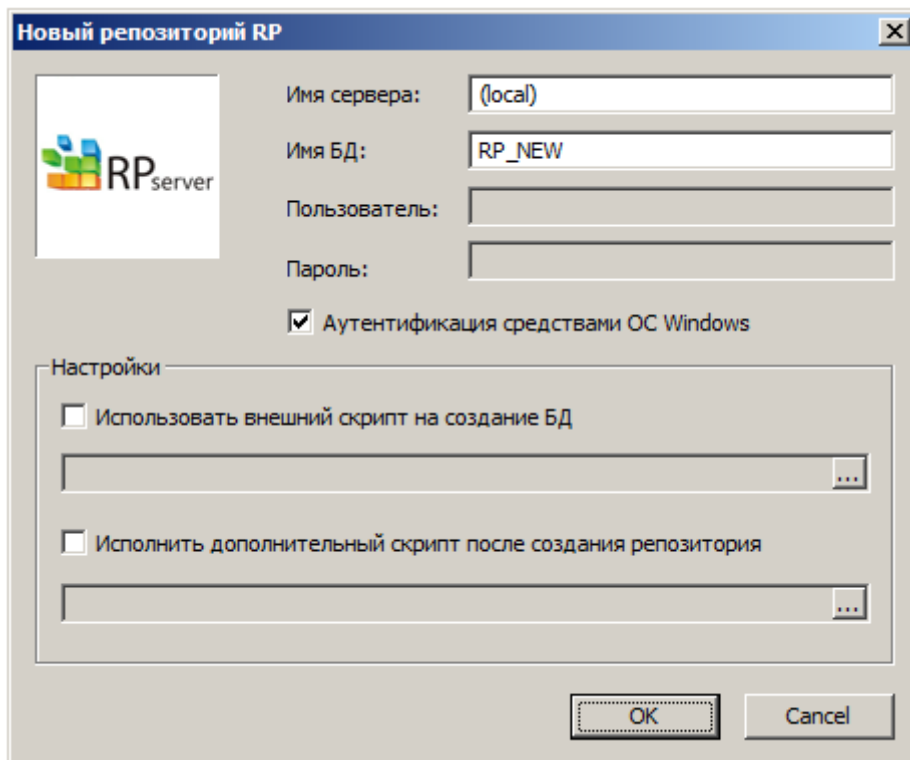 Новый репозиторий RP
RPserver
Имя сервера: (local)
Имя БД: RP_NEW
Пользователь:
Пароль:
Аутентификация средствами ОС Windows
Настройки
Использовать внешний скрипт на создание БД
...
Исполнить дополнительный скрипт после создания репозитория
...
OK Cancel